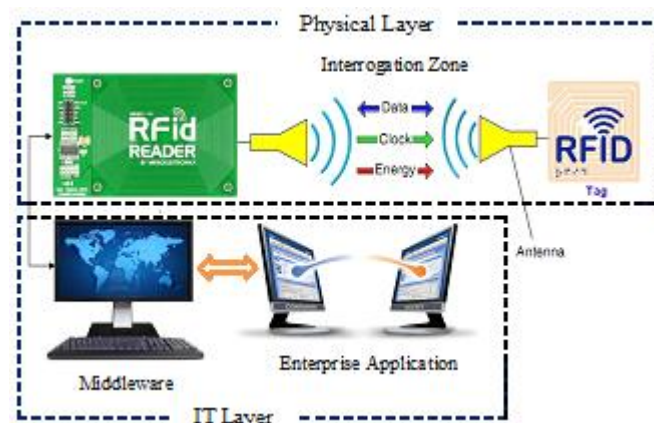 Physical Layer
Interrogation Zone
RFid
READER
Data
Clock
Energy
RFID
Tag
Antenna
Middleware
Enterprise Application
IT Layer